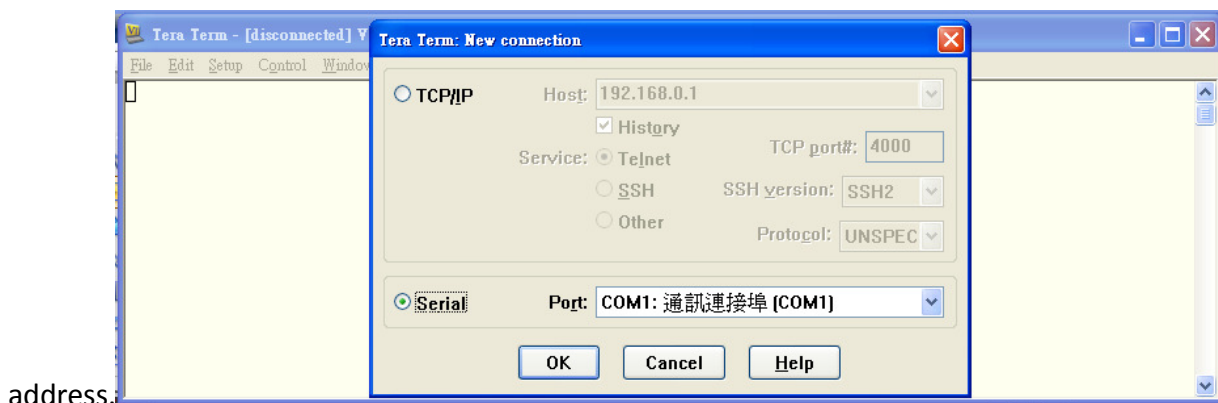 Tera Term - [disconnected] V
File Edit Setup Control Window
Tera Term: New connection
TCP/IP Host: 192.168.0.1
History
Service: Telnet TCP port#: 4000
SSH SSH version: SSH2
Other Protocol: UNSPEC
Serial Port: COM1: 通訊連接埠 (COM1)
OK Cancel Help
address.